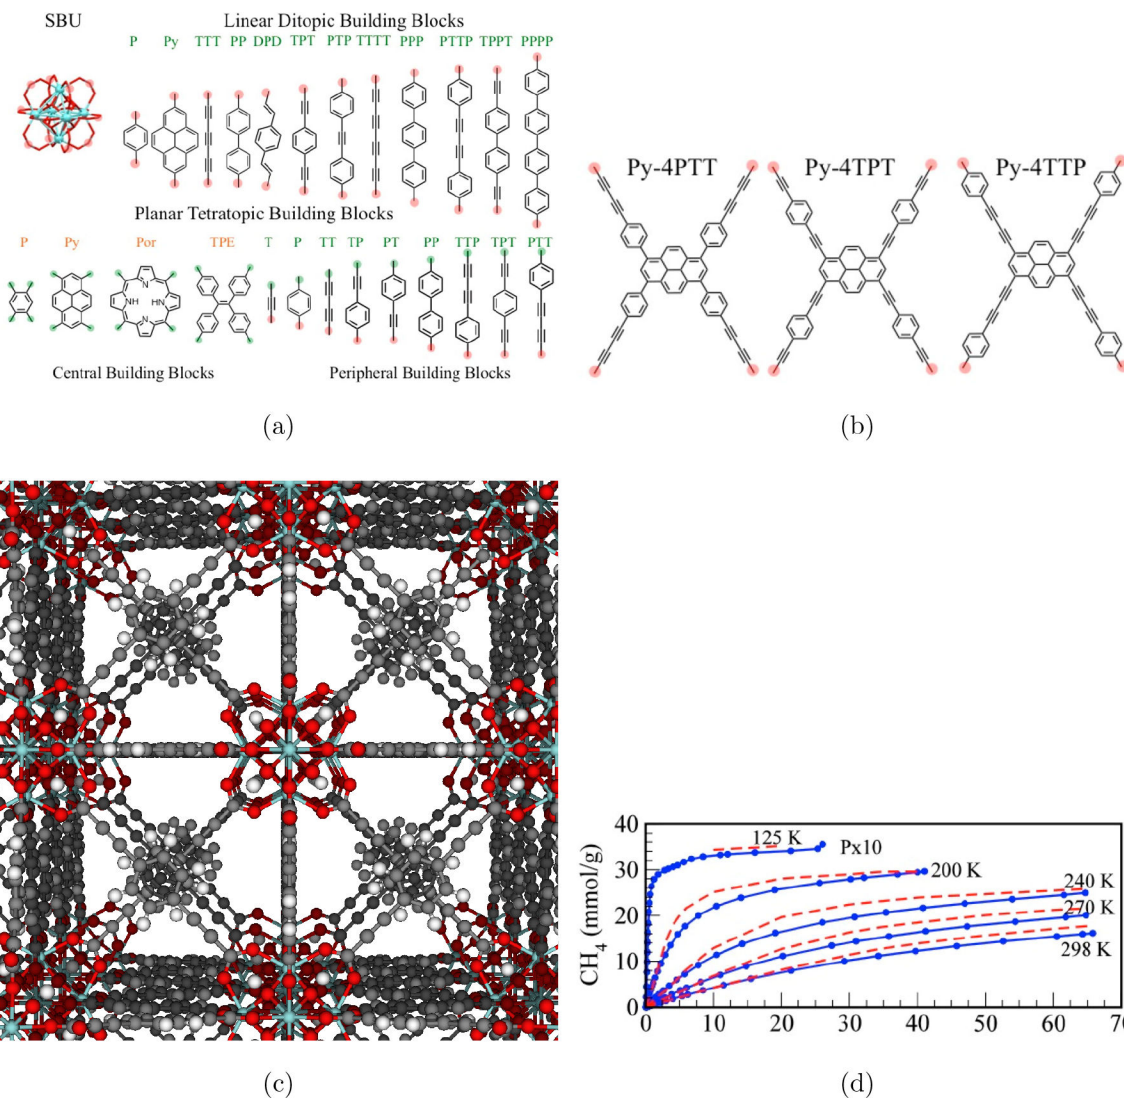 SBU
Linear Ditopic Building Blocks
P Py TTT PP DPD TPT PTP TTTT PPP PTTP TPPT PPPP
Planar Tetratopic Building Blocks
P Py Por TPE T P TT TP PT PP TTP TPT PTT
NH N HN N
Central Building Blocks Peripheral Building Blocks
(a)
Py-4PTT Py-4TPT Py-4TTP
(b)
(c)
CH4 (mmol/g)
40
30
20
10
0
125 K Px10
200 K
240 K
270 K
298 K
0 10 20 30 40 50 60 70
(d)